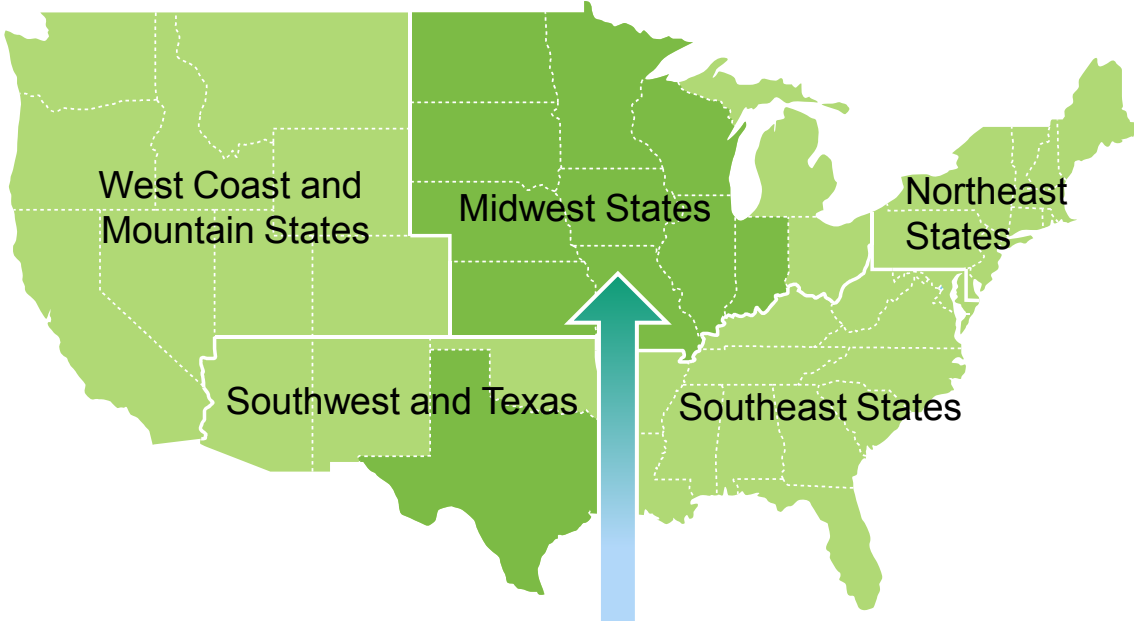 West Coast and
Mountain States
Midwest States
Northeast
States
Southwest and Texas
Southeast States